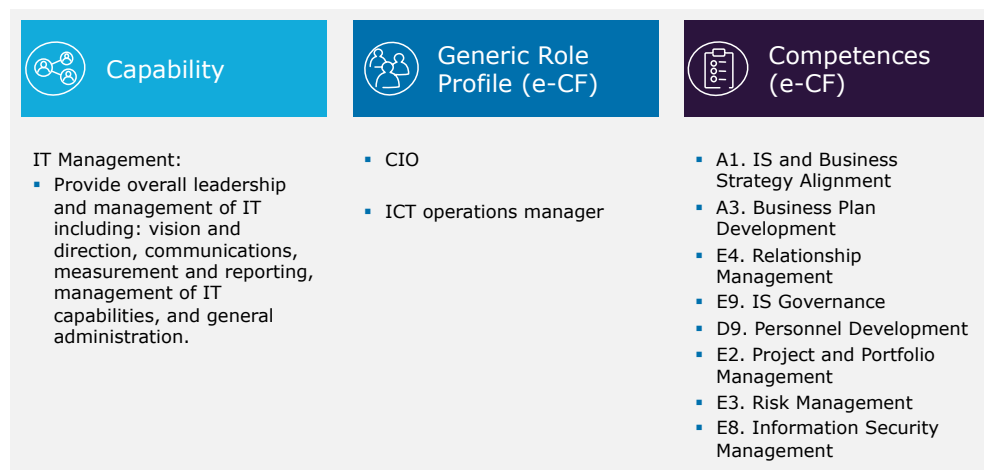 Capability
Generic Role
Profile (e-CF)
Competences
(e-CF)
IT Management:
▪ Provide overall leadership
and management of IT
including: vision and
direction, communications,
measurement and reporting,
management of IT
capabilities, and general
administration.
▪ CIO
▪ ICT operations manager
▪ A1. IS and Business
Strategy Alignment
▪ A3. Business Plan
Development
▪ E4. Relationship
Management
▪ E9. IS Governance
▪ D9. Personnel Development
▪ E2. Project and Portfolio
Management
▪ E3. Risk Management
▪ E8. Information Security
Management